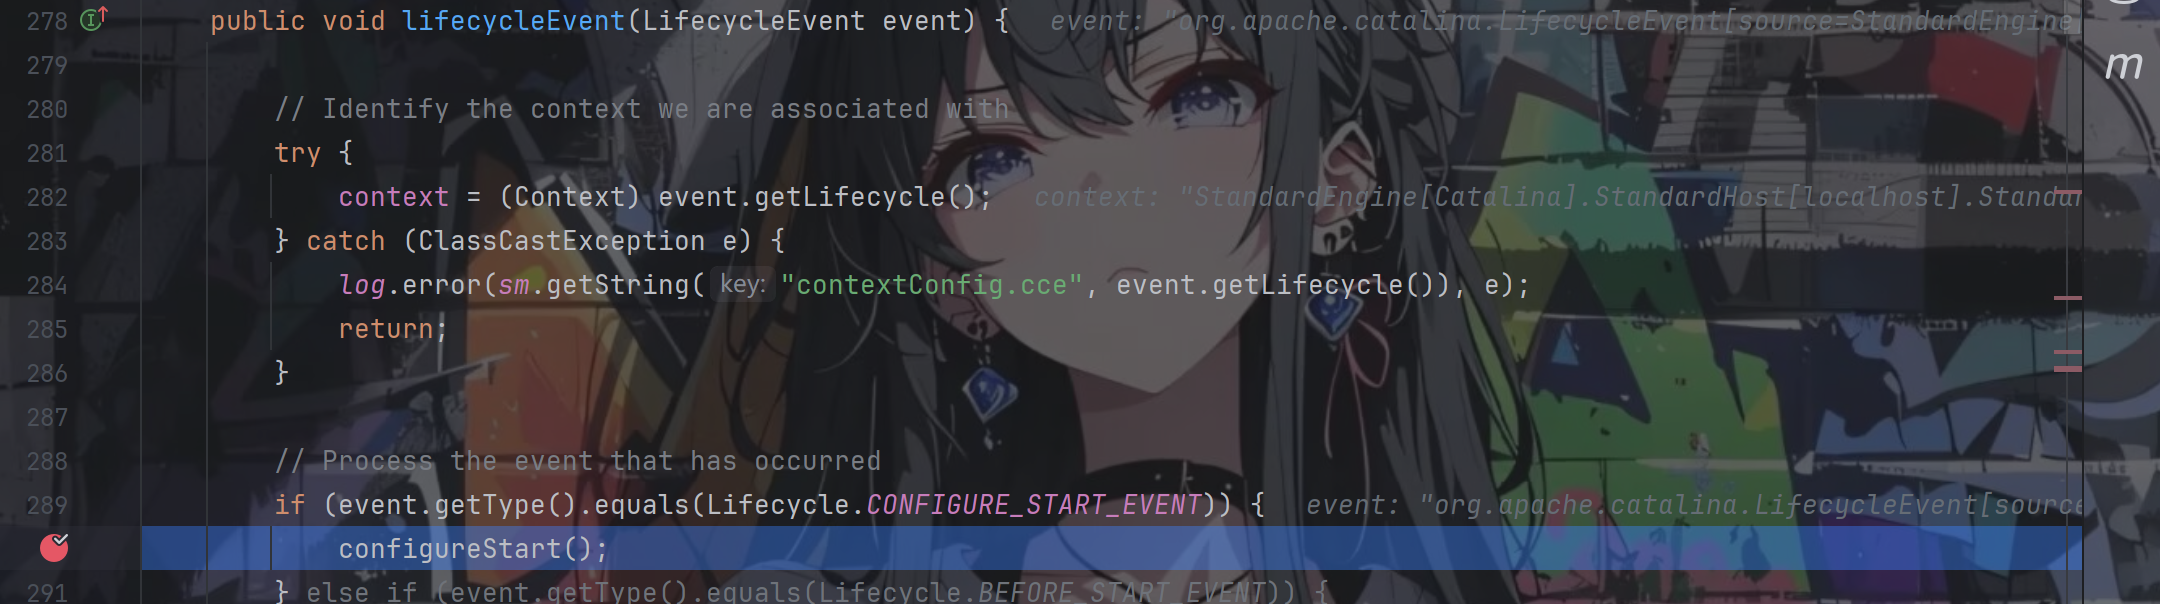 278 public void lifecycleEvent(LifecycleEvent event) { event: "org.apache.catalina.LifecycleEvent[source=StandardEngine
m
279
280 // Identify the context we are associated with
281 try {
282 context = (Context) event.getLifecycle(); context: "StandardEngine[Catalina].StandardHost[localhost].Standar
283 } catch (ClassCastException e) {
284 log.error(sm.getString( key: "contextConfig.cce", event.getLifecycle()), e);
285 return;
286 }
287
288 // Process the event that has occurred
289 if (event.getType().equals(Lifecycle.CONFIGURE_START_EVENT)) { event: "org.apache.catalina.LifecycleEvent[source
configureStart();
291 } else if (event.getType().equals(Lifecycle.BEFORE_START_EVENT)) {